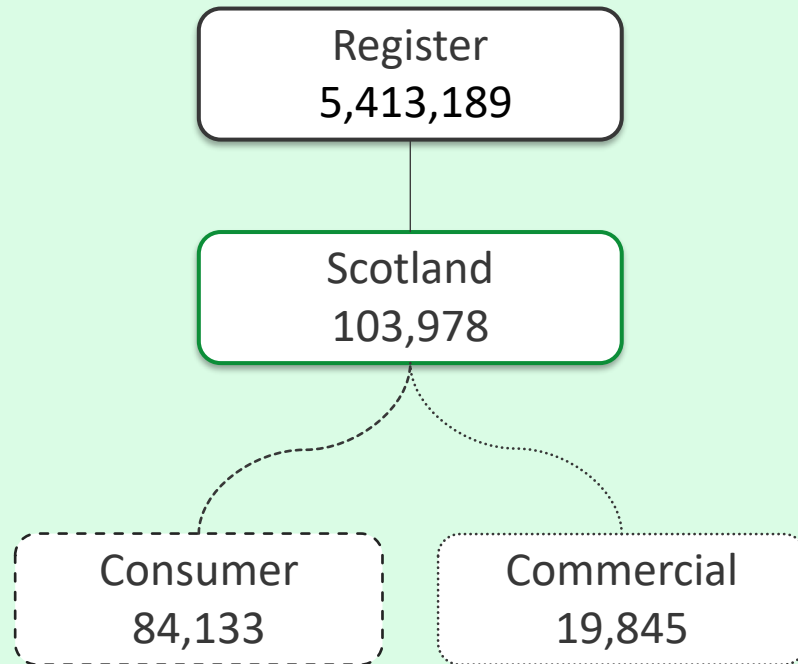 Register
5,413,189
Scotland
103,978
Consumer
84,133
Commercial
19,845